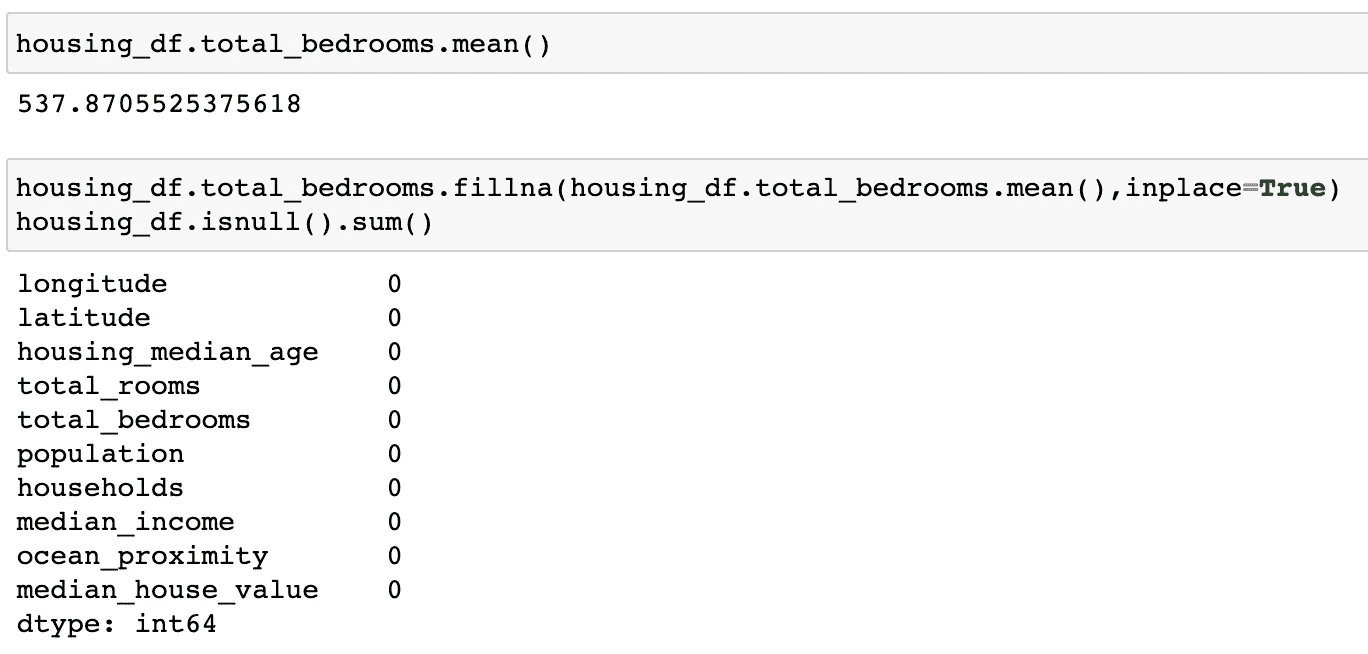 housing_df.total_bedrooms.mean()
537.8705525375618
housing_df.total_bedrooms.fillna(housing_df.total_bedrooms.mean(),inplace=True)
housing_df.isnull().sum()
longitude 0
latitude 0
housing_median_age 0
total_rooms 0
total_bedrooms 0
population 0
households 0
median_income 0
ocean_proximity 0
median_house_value 0
dtype: int64